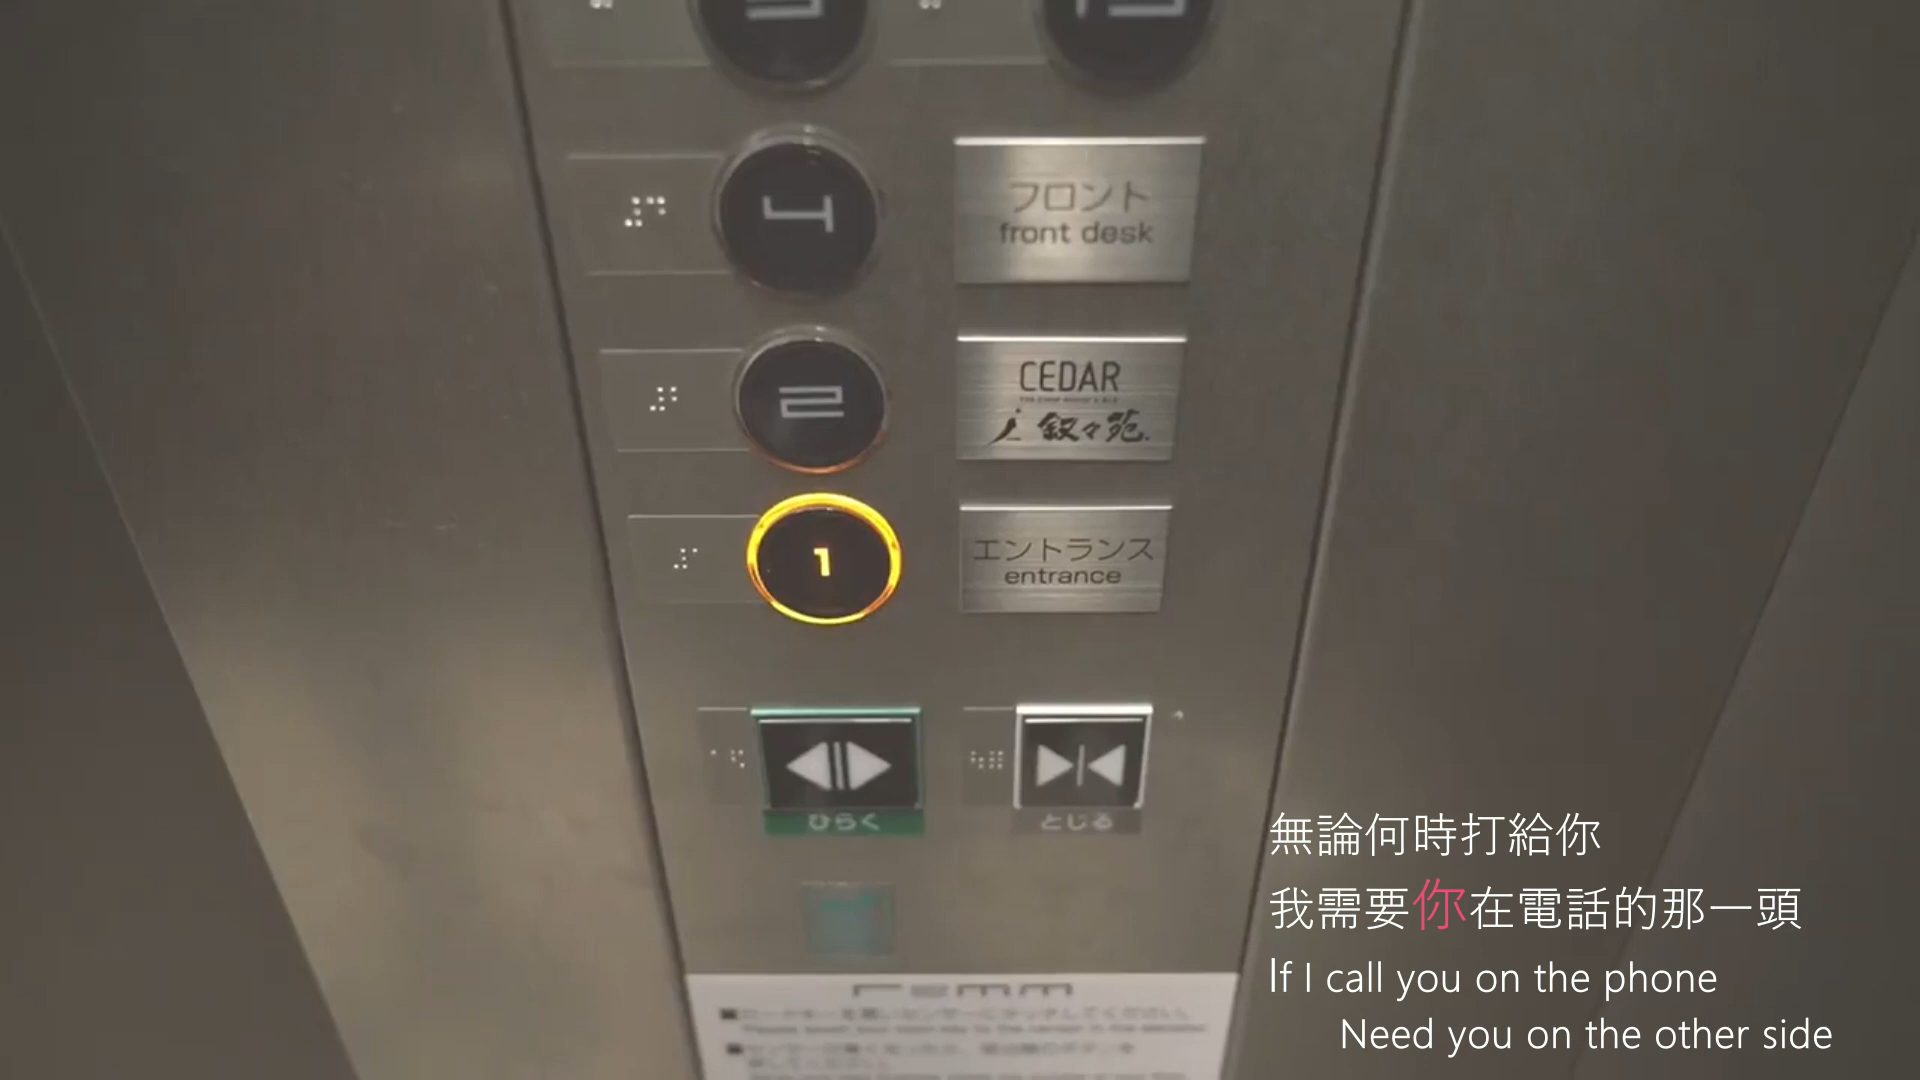 4
フロント
front desk
2
CEDAR
叙々苑
1
エントランス
entrance
ひらく
とじる
無論何時打給你
我需要你在電話的那一頭
If I call you on the phone
Need you on the other side
remm